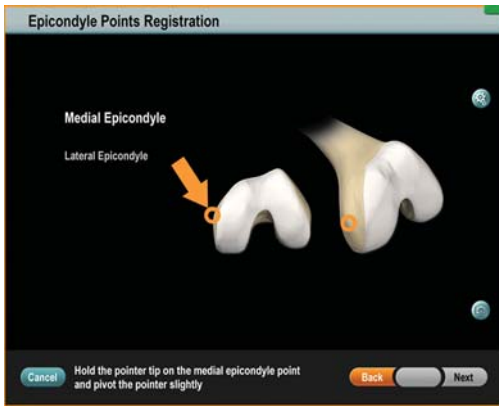 Epicondyle Points Registration
Medial Epicondyle
Lateral Epicondyle
Cancel
Hold the pointer tip on the medial epicondyle point
and pivot the pointer slightly
Back
Next